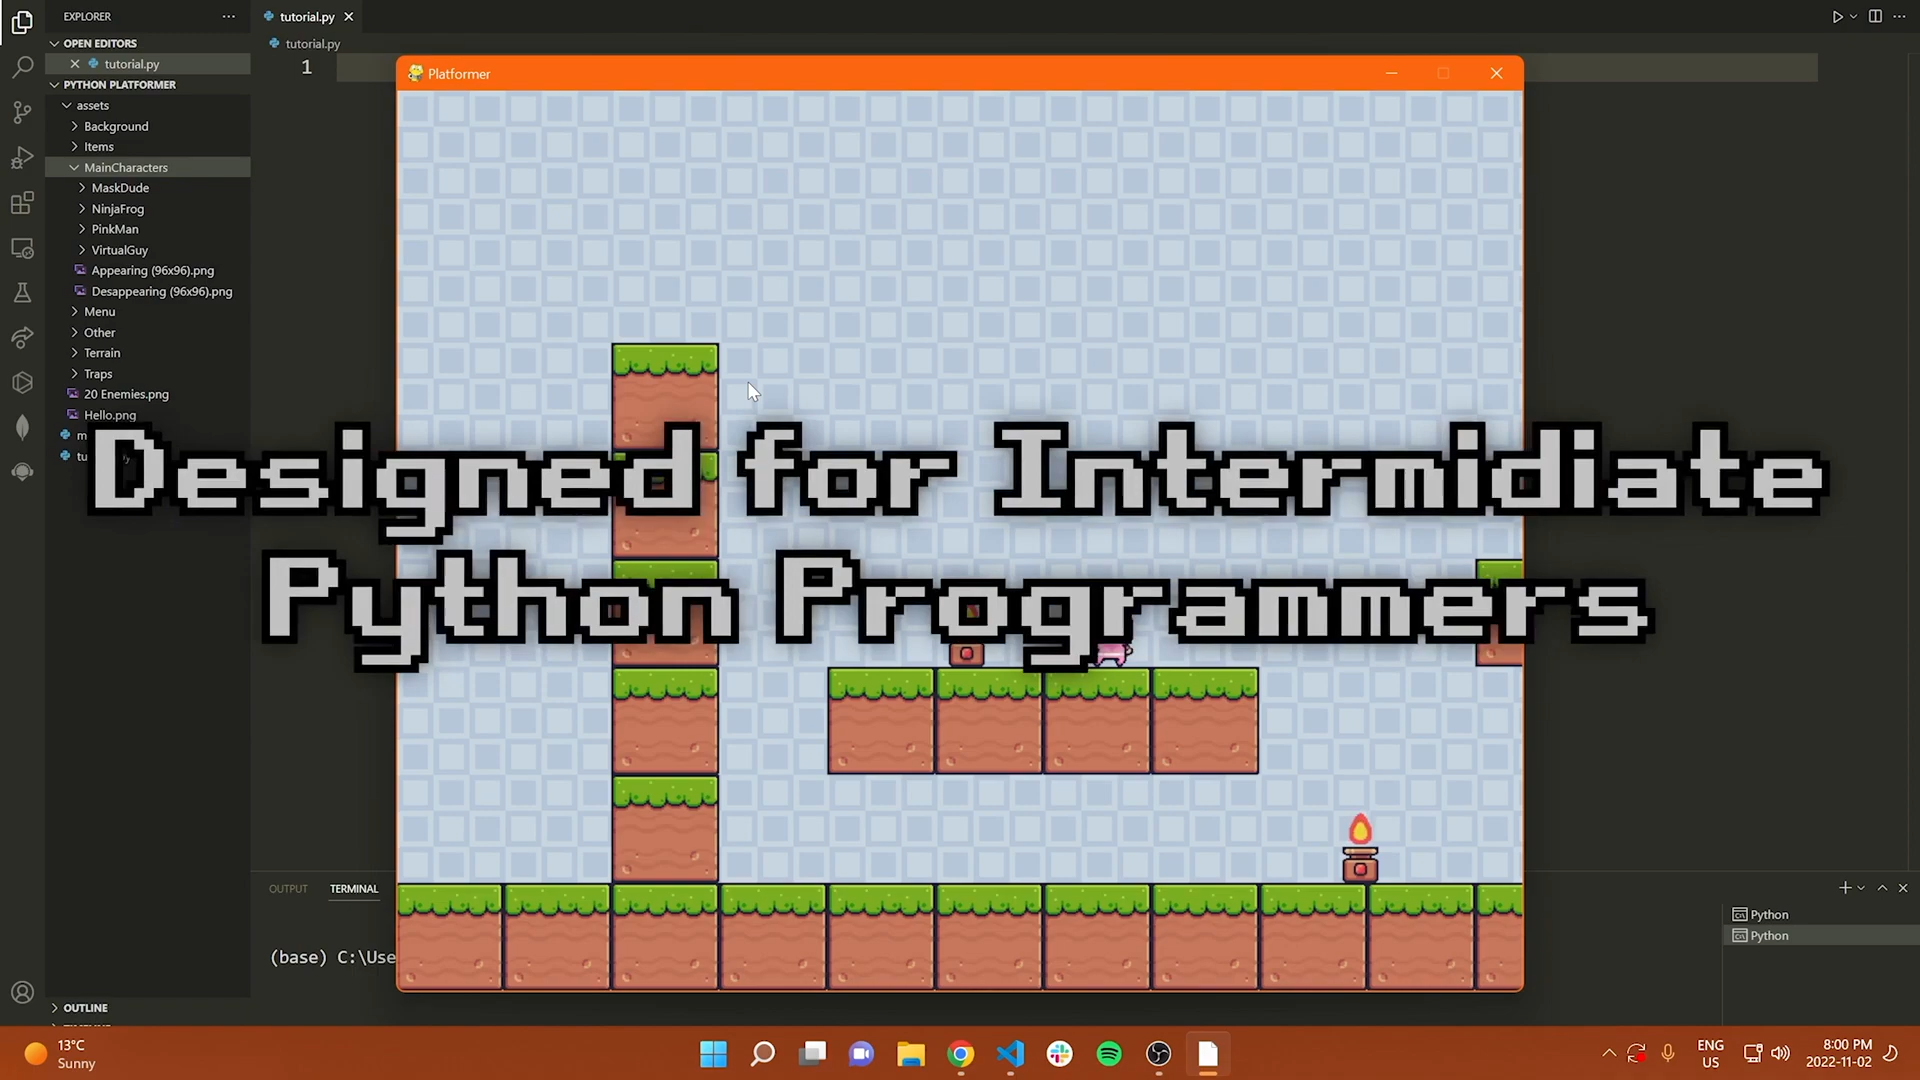 EXPLORER
tutorial.py
OPEN EDITORS
tutorial.py
tutorial.py
1
PYTHON PLATFORMER
assets
Background
Items
MainCharacters
MaskDude
NinjaFrog
PinkMan
VirtualGuy
Appearing (96x96).png
Desappearing (96x96).png
Menu
Other
Terrain
Traps
20 Enemies.png
Hello.png
Platformer
Designed for Intermidiate
Python Programmers
OUTPUT
TERMINAL
(base) C:\Use
Python
Python
OUTLINE
13°C
Sunny
ENG
US
8:00 PM
2022-11-02